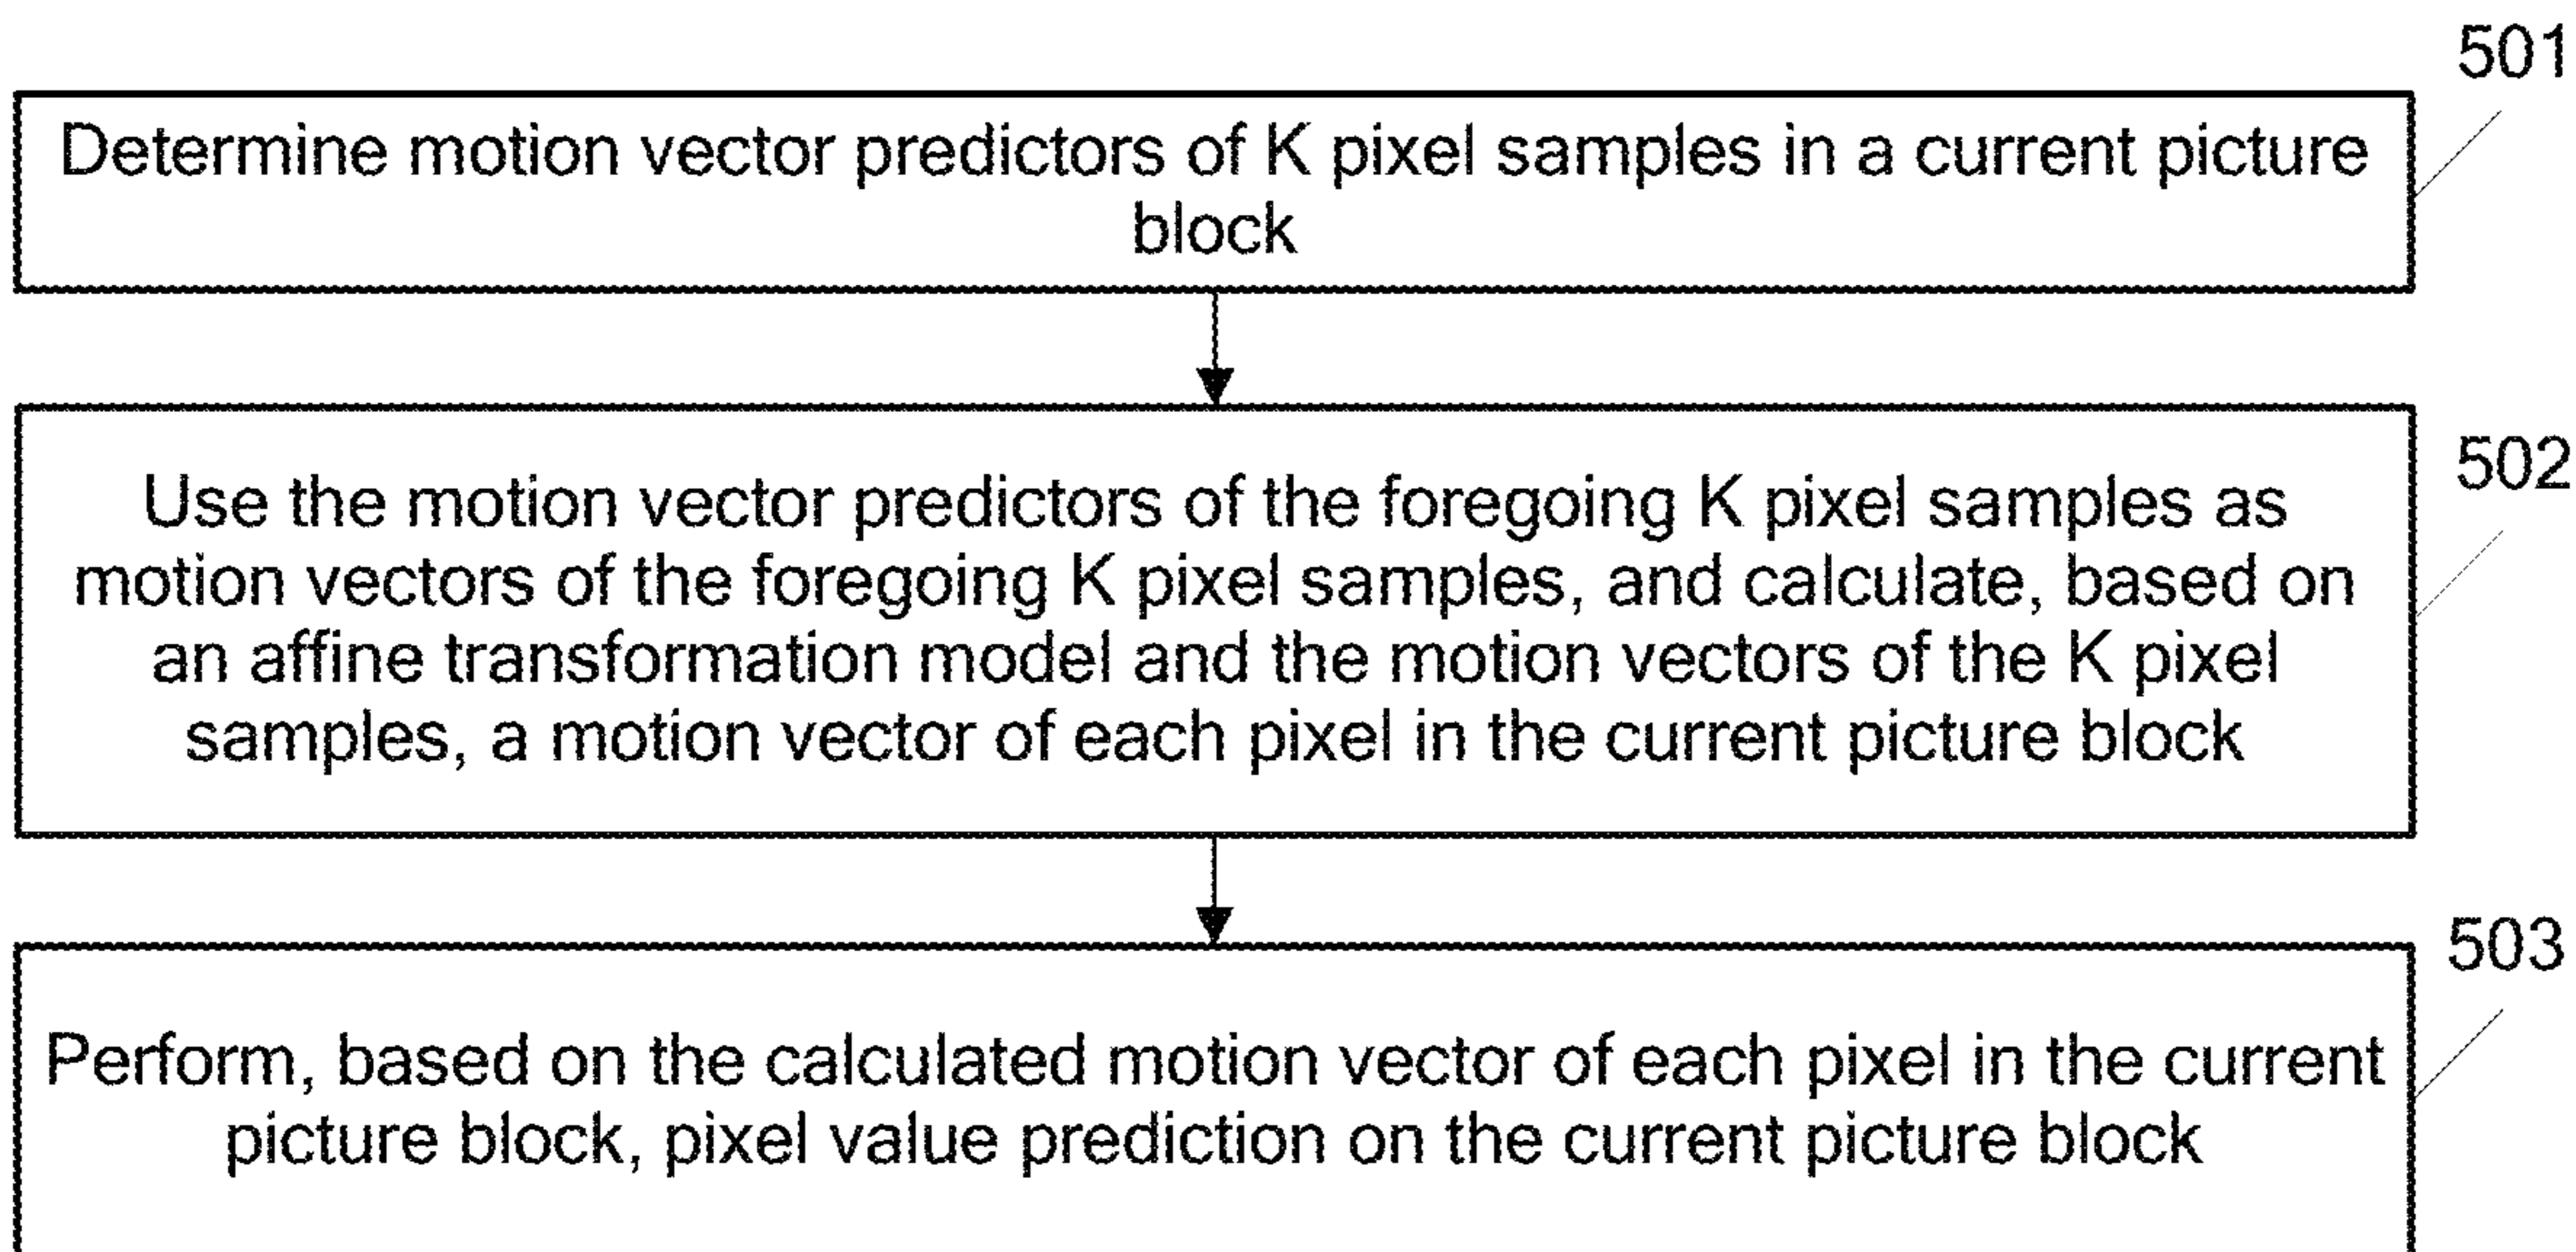 501
Determine motion vector predictors of K pixel samples in a current picture
block
502
Use the motion vector predictors of the foregoing K pixel samples as
motion vectors of the foregoing K pixel samples, and calculate, based on
an affine transformation model and the motion vectors of the K pixel
samples, a motion vector of each pixel in the current picture block
503
Perform, based on the calculated motion vector of each pixel in the current
picture block, pixel value prediction on the current picture block